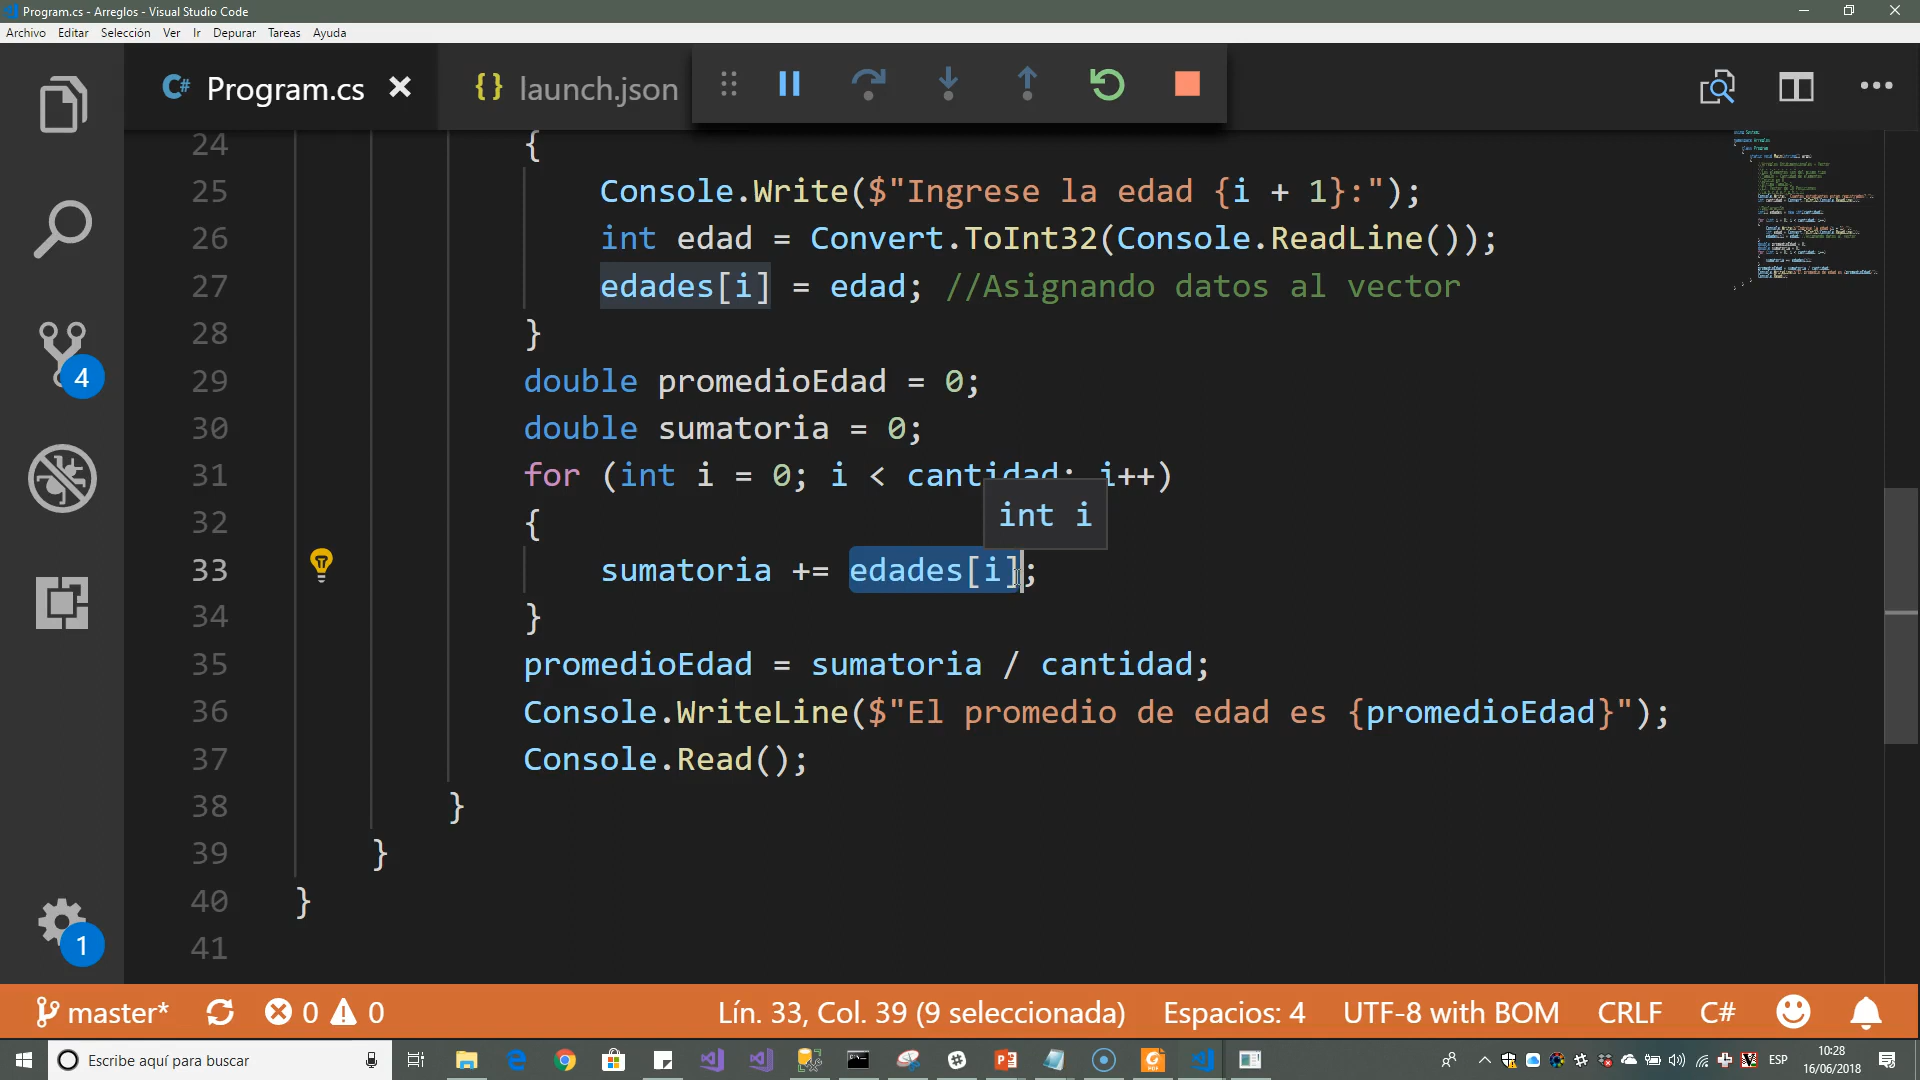 Program.cs - Arreglos - Visual Studio Code
Archivo Editar Selección Ver Ir Depurar Tareas Ayuda
C# Program.cs {} launch.json
24 {
25 Console.Write($"Ingrese la edad {i + 1}:");
26 int edad = Convert.ToInt32(Console.ReadLine());
27 edades[i] = edad; //Asignando datos al vector
28 }
29 double promedioEdad = 0;
30 double sumatoria = 0;
31 for (int i = 0; i < cantidad; i++)
int i
32 {
33 sumatoria += edades[i];
34 }
35 promedioEdad = sumatoria / cantidad;
36 Console.WriteLine($"El promedio de edad es {promedioEdad}");
37 Console.Read();
38 }
39 }
40 }
41
4
1
master* 0 0 Lín. 33, Col. 39 (9 seleccionada) Espacios: 4 UTF-8 with BOM CRLF C#
Escribe aquí para buscar
ESP
10:28
16/06/2018